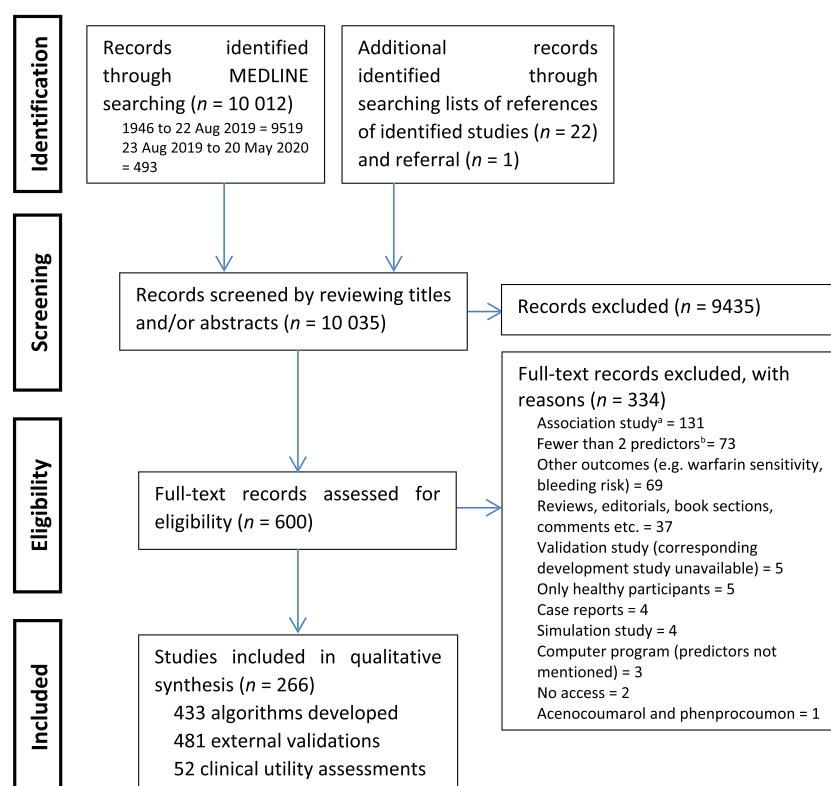 Identification
Records identified
through MEDLINE
searching (n = 10 012)
1946 to 22 Aug 2019 = 9519
23 Aug 2019 to 20 May 2020
= 493
Additional records
identified through
searching lists of references
of identified studies (n = 22)
and referral (n = 1)
Screening
Records screened by reviewing titles
and/or abstracts (n = 10 035)
Records excluded (n = 9435)
Eligibility
Full-text records assessed for
eligibility (n = 600)
Full-text records excluded, with
reasons (n = 334)
Association studyᵃ = 131
Fewer than 2 predictorsᵇ = 73
Other outcomes (e.g. warfarin sensitivity,
bleeding risk) = 69
Reviews, editorials, book sections,
comments etc. = 37
Validation study (corresponding
development study unavailable) = 5
Only healthy participants = 5
Case reports = 4
Simulation study = 4
Computer program (predictors not
mentioned) = 3
No access = 2
Acenocoumarol and phenprocoumon = 1
Included
Studies included in qualitative
synthesis (n = 266)
433 algorithms developed
481 external validations
52 clinical utility assessments